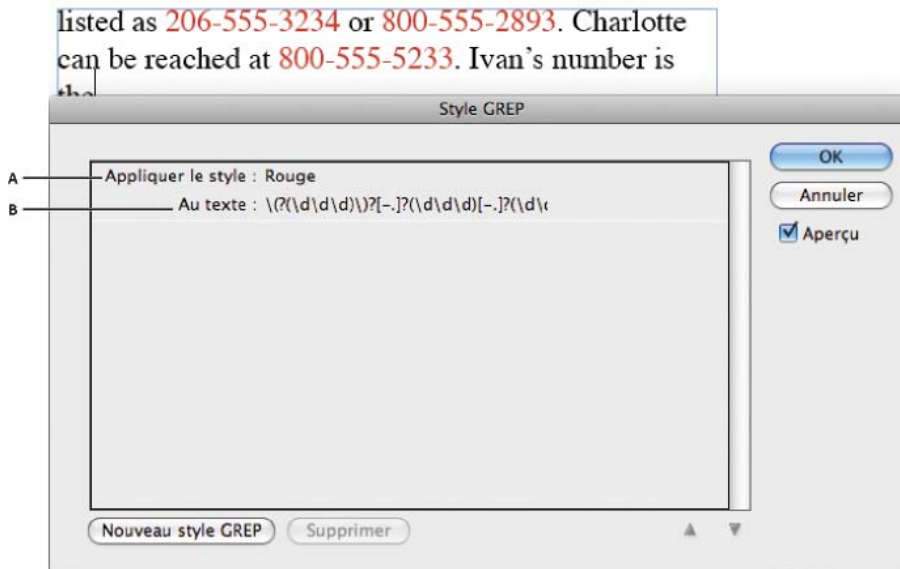 listed as 206-555-3234 or 800-555-2893. Charlotte
can be reached at 800-555-5233. Ivan's number is
the
Style GREP
A
Appliquer le style : Rouge
B
Au texte : \(?(\d\d\d)\)?[-.]?(\d\d\d)[-.]?(\d\
OK
Annuler
Aperçu
Nouveau style GREP
Supprimer